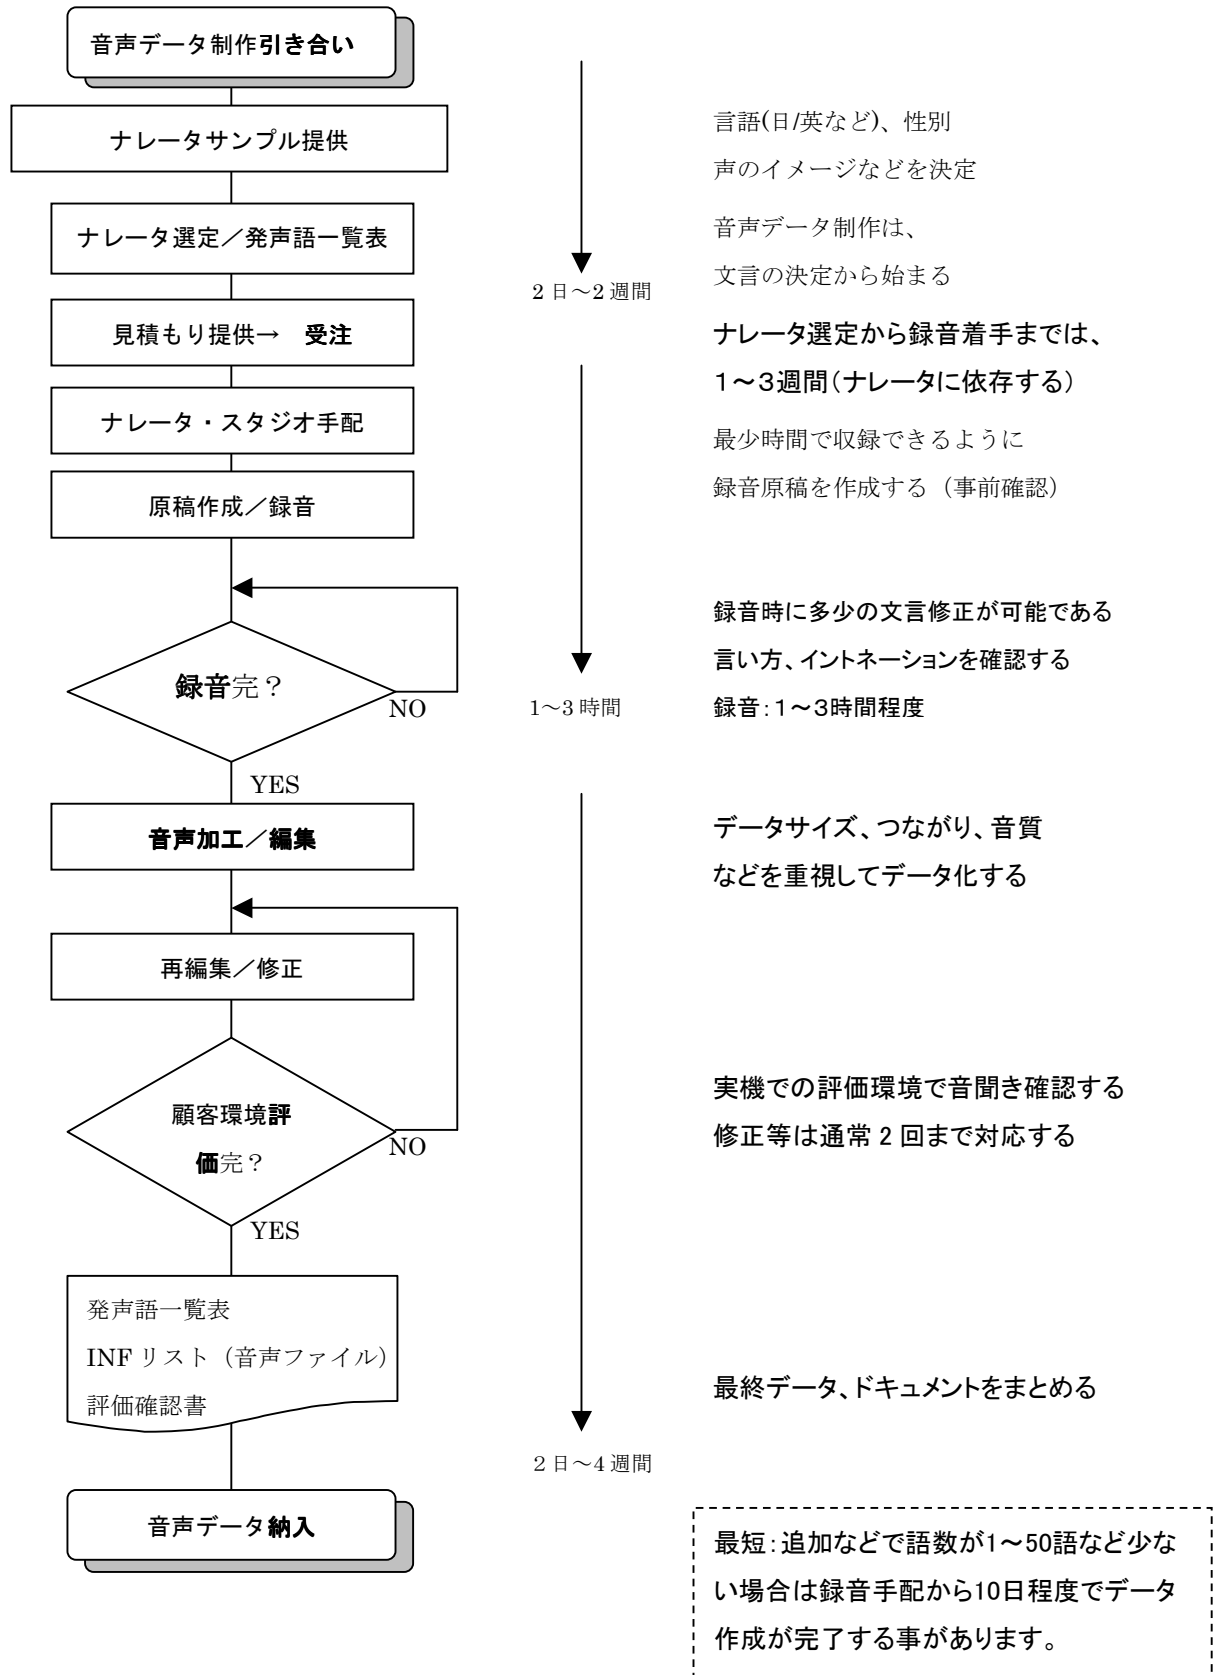 音声データ制作引き合い
ナレータサンプル提供
言語(日/英など)、性別
声のイメージなどを決定
ナレータ選定／発声語一覧表
音声データ制作は、
文言の決定から始まる
2日～2週間
見積もり提供→　受注
ナレータ選定から録音着手までは、
１～３週間（ナレータに依存する）
ナレータ・スタジオ手配
最少時間で収録できるように
録音原稿を作成する（事前確認）
原稿作成／録音
録音時に多少の文言修正が可能である
言い方、イントネーションを確認する
録音：１～３時間程度
録音完？
NO
1～3時間
YES
音声加工／編集
データサイズ、つながり、音質
などを重視してデータ化する
再編集／修正
顧客環境評
価完？
NO
実機での評価環境で音聞き確認する
修正等は通常２回まで対応する
YES
発声語一覧表
INFリスト（音声ファイル）
評価確認書
最終データ、ドキュメントをまとめる
２日～4週間
音声データ納入
最短：追加などで語数が1～50語など少な
い場合は録音手配から10日程度でデータ
作成が完了する事があります。